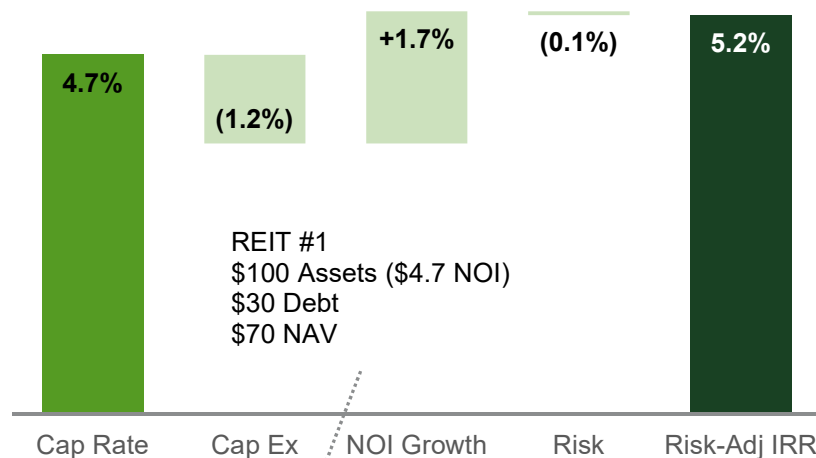 4.7%
(1.2%)
+1.7%
(0.1%)
5.2%
REIT #1
$100 Assets ($4.7 NOI)
$30 Debt
$70 NAV
Cap Rate
Cap Ex
NOI Growth
Risk
Risk-Adj IRR